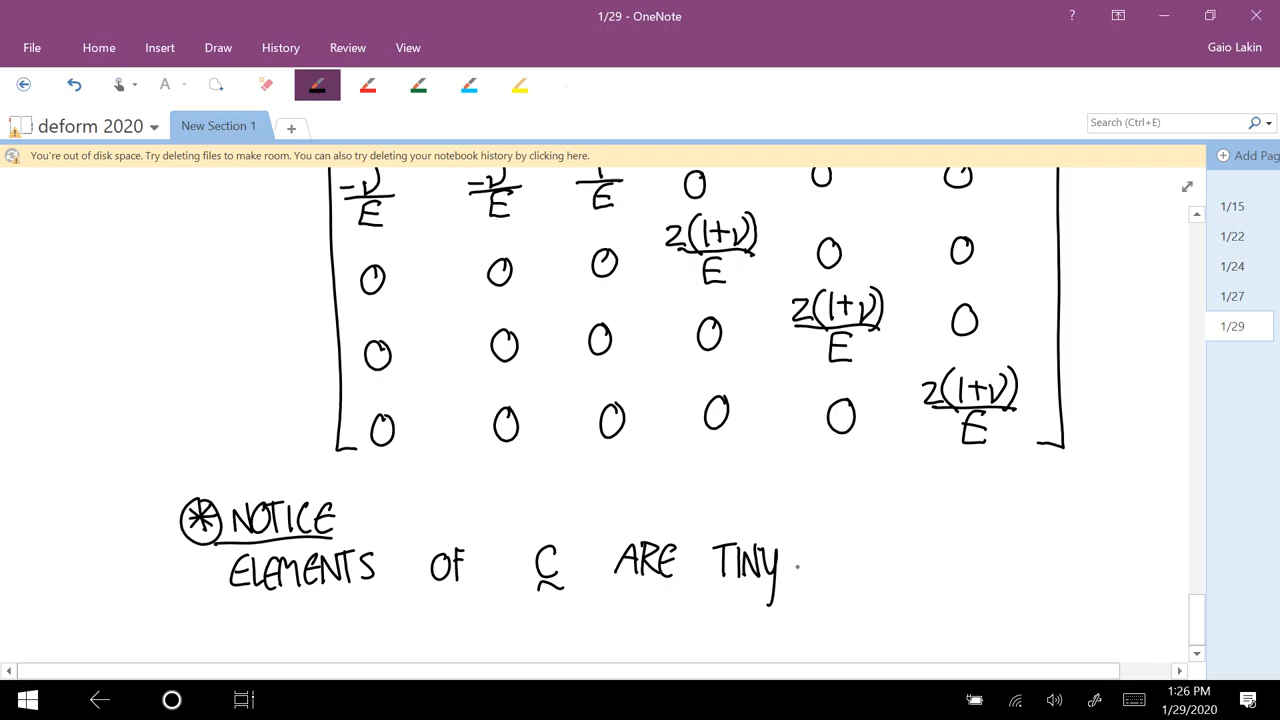 1/29 - OneNote
?
File Home Insert Draw History Review View Gaio Lakin
A
deform 2020 New Section 1 + Search (Ctrl+E)
You're out of disk space. Try deleting files to make room. You can also try deleting your notebook history by clicking here.
+ Add Pag
1/15
1/22
1/24
1/27
1/29
-ν/E -ν/E 1/E 0 0 0
0 0 0 2(1+ν)/E 0 0
0 0 0 0 2(1+ν)/E 0
0 0 0 0 0 2(1+ν)/E
* NOTICE
ELEMENTS OF C ARE TINY
1:26 PM
1/29/2020